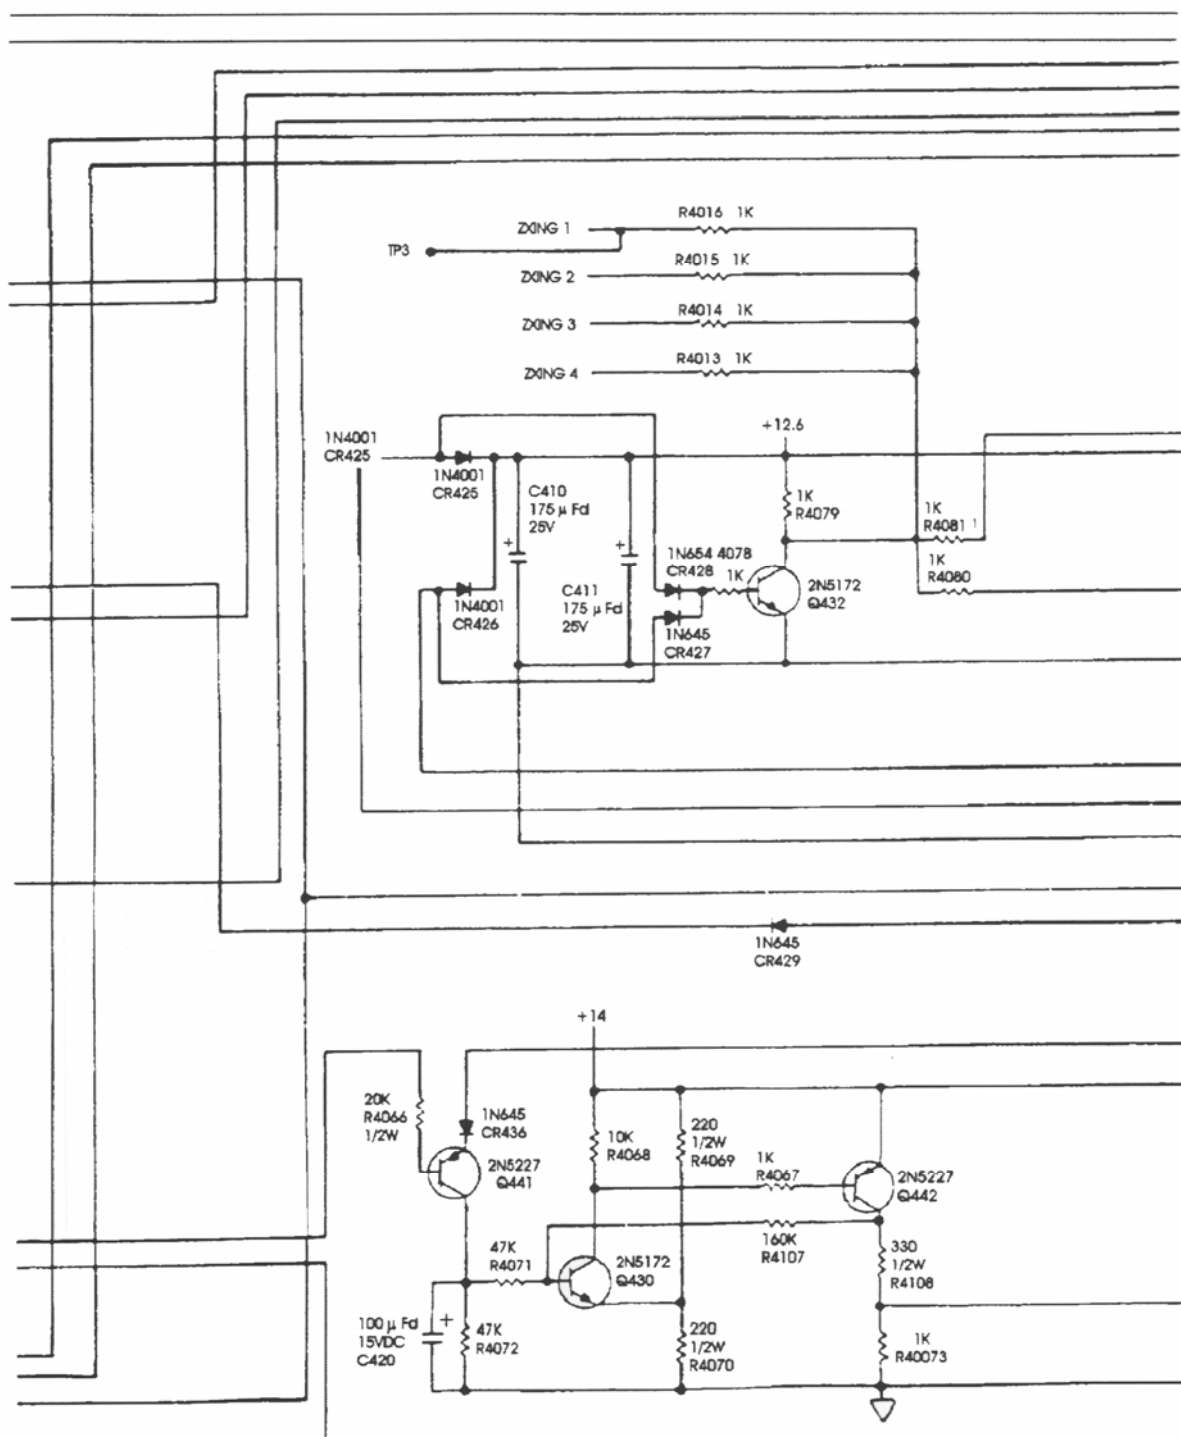 R4016 1K
ZXING 1
TP3
R4015 1K
ZXING 2
R4014 1K
ZXING 3
R4013 1K
ZXING 4
+12.6
1N4001
CR425
1N4001
CR425
C410
175 µ Fd
25V
+
+
1K
R4079
1K
R4081 1
1N654 4078
CR428
1K
1K
R4080
2N5172
Q432
1N4001
CR426
C411
175 µ Fd
25V
1N645
CR427
1N645
CR429
+14
20K
R4066
1/2W
1N645
CR436
10K
R4068
220
1/2W
R4069
1K
R4067
2N5227
Q441
2N5227
Q442
47K
R4071
2N5172
Q430
160K
R4107
330
1/2W
R4108
100 µ Fd
15VDC
C420
+
47K
R4072
220
1/2W
R4070
1K
R40073